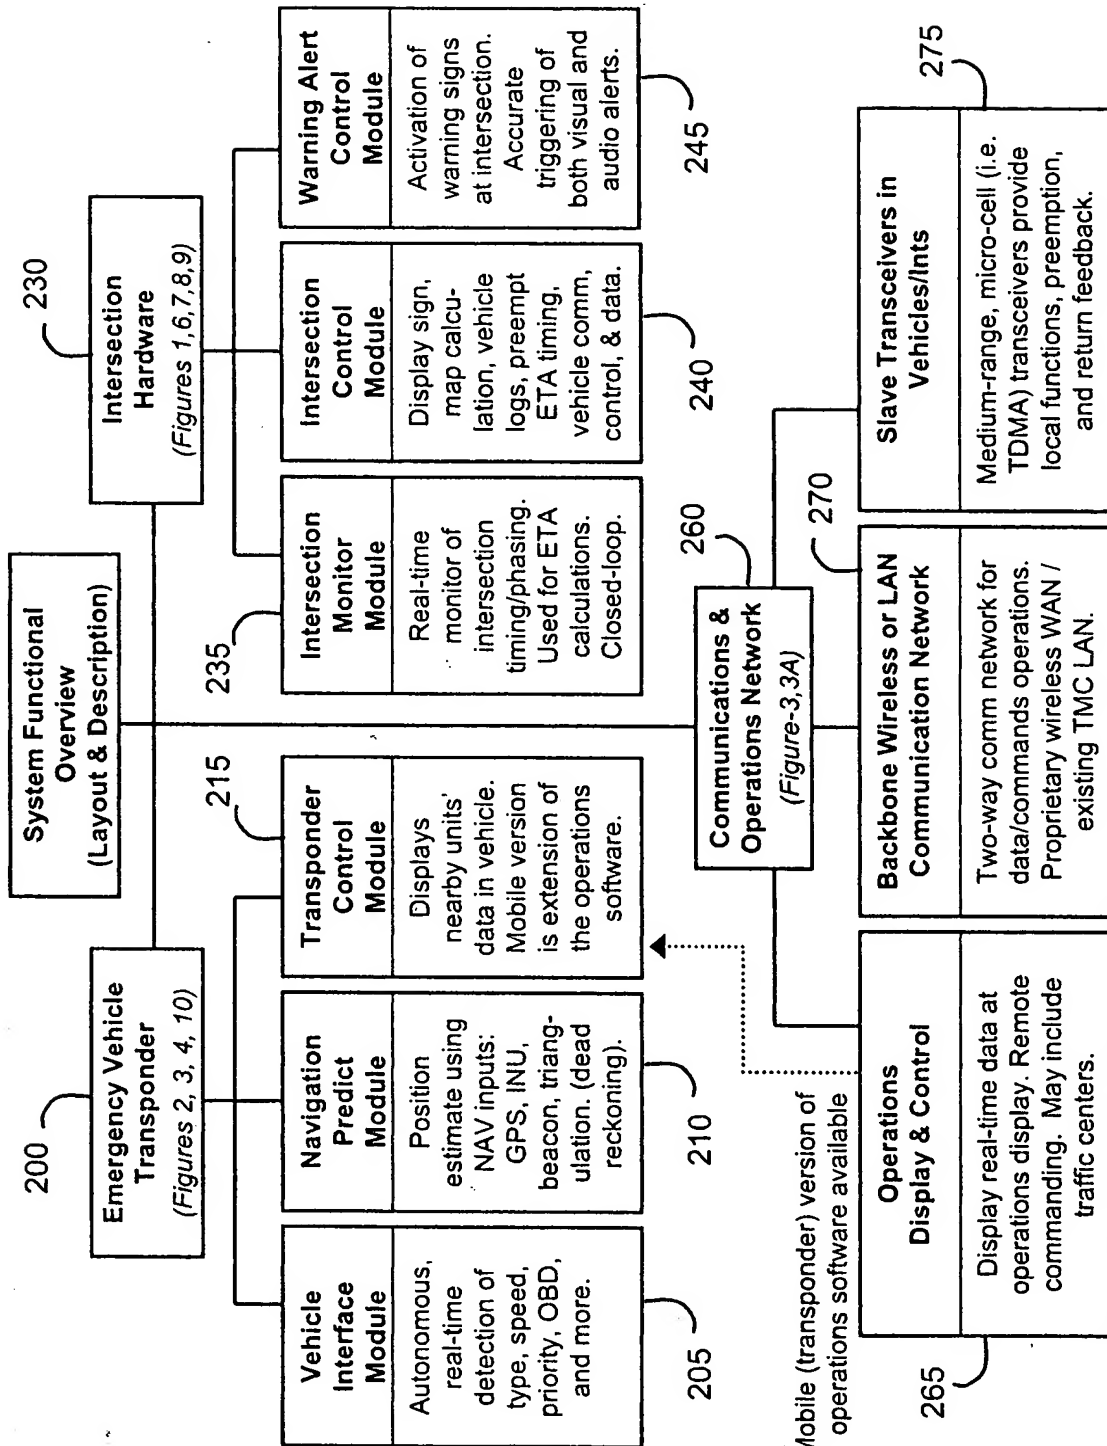 System Functional
Overview
(Layout & Description)
200
Emergency Vehicle
Transponder
(Figures 2, 3, 4, 10)
230
Intersection
Hardware
(Figures 1,6,7,8,9)
Vehicle
Interface
Module
Autonomous,
real-time
detection of
type, speed,
priority, OBD,
and more.
205
Navigation
Predict
Module
Position
estimate using
NAV inputs:
GPS, INU,
beacon, triang-
ulation. (dead
reckoning).
210
215
Transponder
Control
Module
Displays
nearby units'
data in vehicle.
Mobile version
is extension of
the operations
software.
235
Intersection
Monitor
Module
Real-time
monitor of
intersection
timing/phasing.
Used for ETA
calculations.
Closed-loop.
Intersection
Control
Module
Display sign,
map calcu-
lation, vehicle
logs, preempt
ETA timing,
vehicle comm,
control, & data.
240
Warning Alert
Control
Module
Activation of
warning signs
at intersection.
Accurate
triggering of
both visual and
audio alerts.
245
260
Communications &
Operations Network
(Figure-3,3A)
Mobile (transponder) version of
operations software available
265
Operations
Display & Control
Display real-time data at
operations display. Remote
commanding. May include
traffic centers.
270
Backbone Wireless or LAN
Communication Network
Two-way comm network for
data/commands operations.
Proprietary wireless WAN /
existing TMC LAN.
275
Slave Transceivers in
Vehicles/Ints
Medium-range, micro-cell (i.e.
TDMA) transceivers provide
local functions, preemption,
and return feedback.